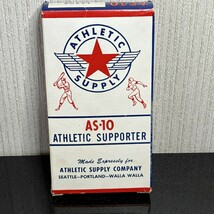 ATHLETIC
SUPPLY
AS-10
ATHLETIC SUPPORTER
Made Expressly for
ATHLETIC SUPPLY COMPANY
SEATTLE-PORTLAND-WALLA WALLA